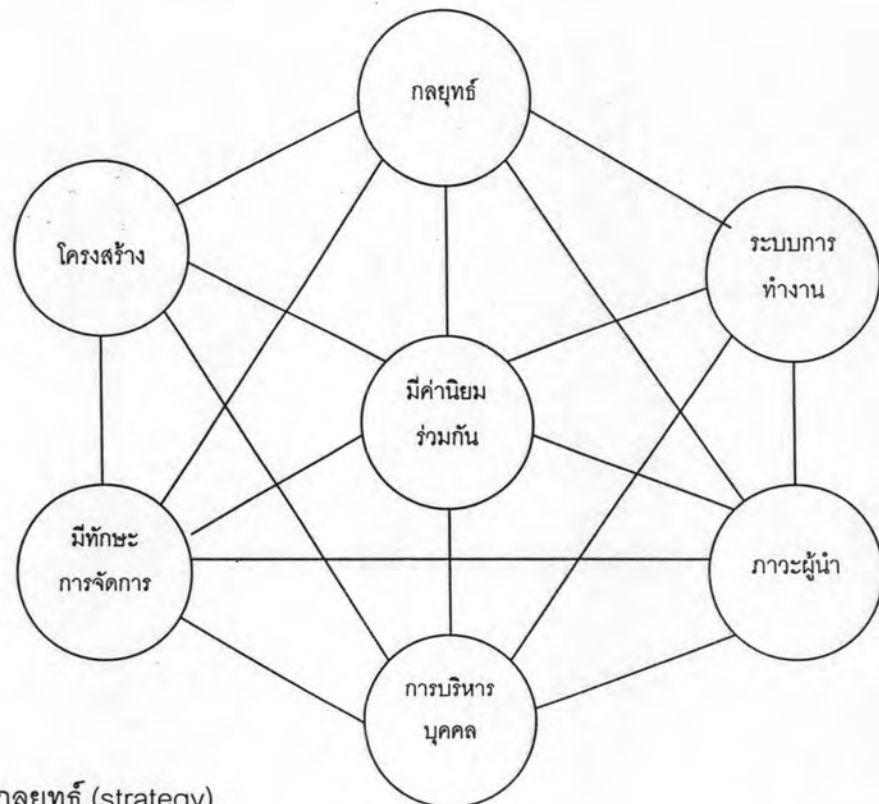 กลยุทธ์
โครงสร้าง
ระบบการ
ทำงาน
มีค่านิยม
ร่วมกัน
มีทักษะ
การจัดการ
ภาวะผู้นำ
การบริหาร
บุคคล
กลยุทธ์ (strategy)